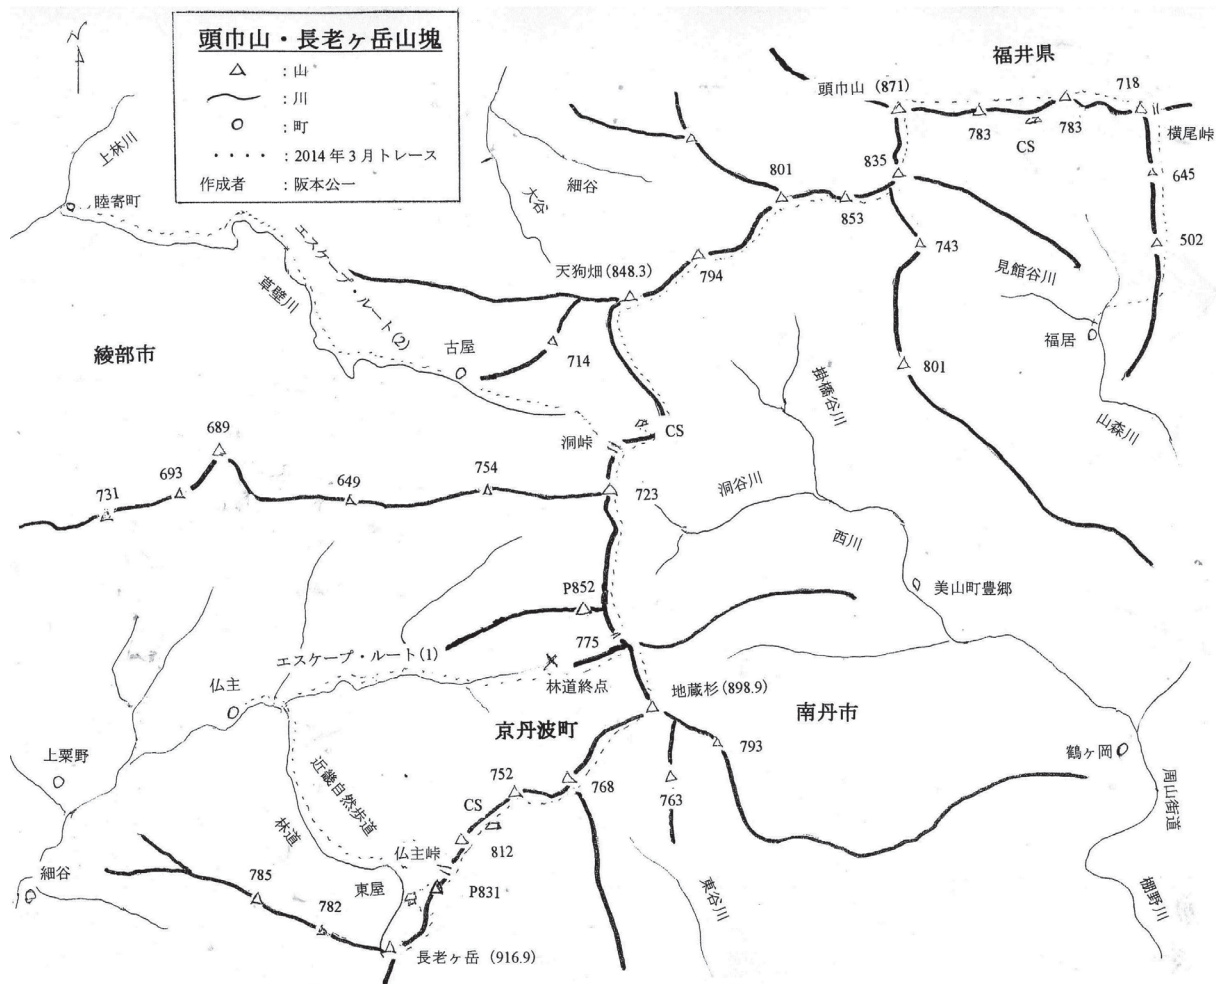 頭巾山・長老ヶ岳山塊
：山
：川
：町
：2014年3月トレース
作成者 ：阪本公一
福井県
頭巾山 (871)
718
783
783
CS
横尾峠
835
801
645
853
502
743
見館谷川
794
天狗畑 (848.3)
細谷
大谷
上林川
睦寄町
エスケープ・ルート(2)
草壁川
綾部市
古屋
714
福居
801
掛橋谷川
山森川
洞峠
CS
689
693
731
649
754
723
洞谷川
西川
美山町豊郷
P852
775
エスケープ・ルート(1)
林道終点
仏主
地蔵杉 (898.9)
南丹市
京丹波町
上粟野
793
鶴ヶ岡
752
768
763
CS
近畿自然歩道
林道
周山街道
812
仏主峠
細谷
785
東屋
P831
782
東谷川
棚野川
長老ヶ岳 (916.9)